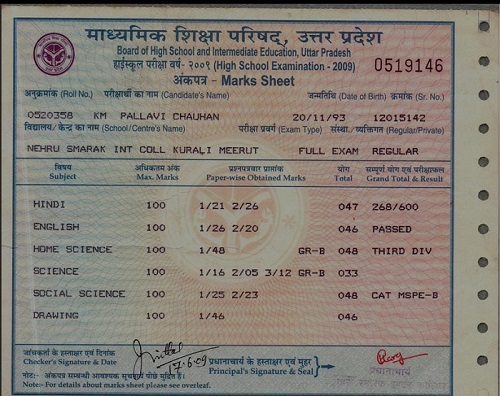 माध्यमिक शिक्षा परिषद्, उत्तर प्रदेश
Board of High School and Intermediate Education, Uttar Pradesh
हाईस्कूल परीक्षा वर्ष- २००९ (High School Examination - 2009) 0519146
अंकपत्र - Marks Sheet
अनुक्रमांक (Roll No.) परीक्षार्थी का नाम (Candidate's Name) जन्मतिथि (Date of Birth) क्रमांक (Sr. No.)
0520358 KM PALLAVI CHAUHAN 20/11/93 12015142
विद्यालय/ केन्द्र का नाम (School/Centre's Name) परीक्षा प्रवर्ग (Exam Type) संस्था./ व्यक्तिगत (Regular/Private)
NEHRU SMARAK INT COLL KURALI MEERUT FULL EXAM REGULAR
विषय अधिकतम अंक प्रश्नपत्रवार प्राप्तांक योग सम्पूर्ण योग एवं परीक्षाफल
Subject Max. Marks Paper-wise Obtained Marks Total Grand Total & Result
HINDI 100 1/21 2/26 047 268/600
ENGLISH 100 1/26 2/20 046 PASSED
HOME SCIENCE 100 1/48 GR-B 048 THIRD DIV
SCIENCE 100 1/16 2/05 3/12 GR-B 033
SOCIAL SCIENCE 100 1/25 2/23 048 CAT MSPE-B
DRAWING 100 1/46 046
जांचकर्ता के हस्ताक्षर एवं दिनांक
Checker's Signature & Date
17-6-09
प्रधानाचार्य के हस्ताक्षर एवं मुहर
Principal's Signature & Seal
प्रधानाचार्य
नोट:- अंकपत्र सम्बन्धी आवश्यक सूचनायें पीछे मुद्रित हैं।
Note:- For details about marks sheet please see overleaf.